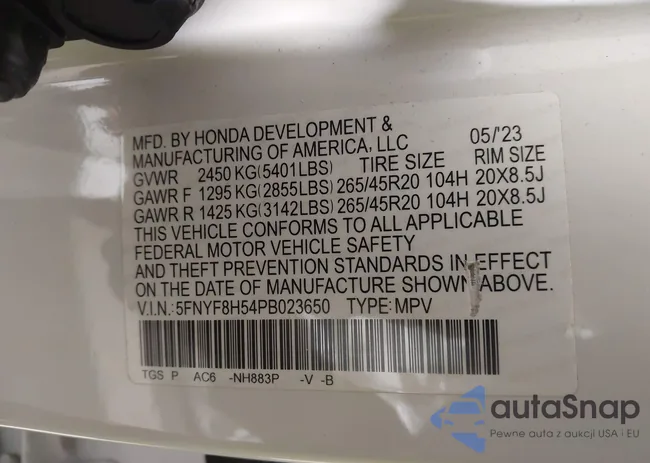 MFD. BY HONDA DEVELOPMENT &
MANUFACTURING OF AMERICA, LLC 05/'23
GVWR 2450 KG(5401LBS) TIRE SIZE RIM SIZE
GAWR F 1295 KG(2855LBS) 265/45R20 104H 20X8.5J
GAWR R 1425 KG(3142LBS) 265/45R20 104H 20X8.5J
THIS VEHICLE CONFORMS TO ALL APPLICABLE
FEDERAL MOTOR VEHICLE SAFETY
AND THEFT PREVENTION STANDARDS IN EFFECT
ON THE DATE OF MANUFACTURE SHOWN ABOVE.
V.I.N.:5FNYF8H54PB023650 TYPE:MPV
TGS P AC6 -NH883P -V -B
autaSnap
Pewne auta z aukcji USA i EU